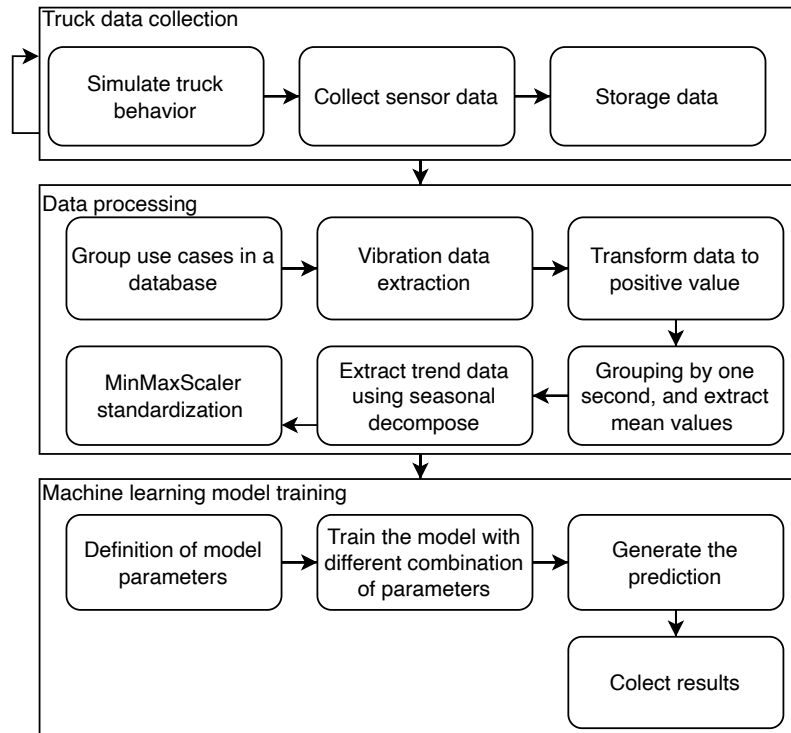 Truck data collection
Simulate truck
behavior
Collect sensor data
Storage data
Data processing
Group use cases in a
database
Vibration data
extraction
Transform data to
positive value
MinMaxScaler
standardization
Extract trend data
using seasonal
decompose
Grouping by one
second, and extract
mean values
Machine learning model training
Definition of model
parameters
Train the model with
different combination
of parameters
Generate the
prediction
Colect results